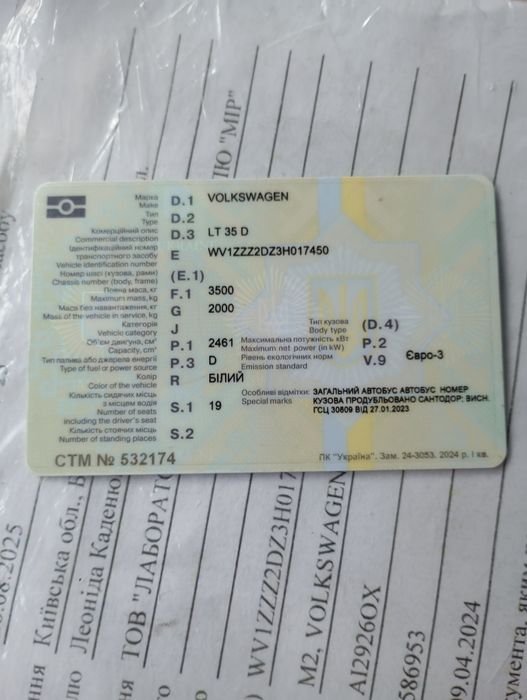 Марка D.1 VOLKSWAGEN
Make
Тип D.2
Type
Комерційний опис D.3 LT 35 D
Commercial description
Ідентифікаційний номер
транспортного засобу E WV1ZZZ2DZ3H017450
Vehicle identification number
Номер шасі (кузова, рами) (E.1)
Chassis number (body, frame)
Повна маса, кг F.1 3500
Maximum mass, kg
Маса без навантаження, кг G 2000
Mass of the vehicle in service, kg
Категорія J
Vehicle category
Тип кузова (D.4)
Body type
Об'єм двигуна, см³ P.1 2461
Capacity, cm³
Максимальна потужність кВт P.2
Maximum net power (in kW)
Тип палива або джерела енергії P.3 D
Type of fuel or power source
Рівень екологічних норм V.9 Євро-3
Emission standard
Колір R БІЛИЙ
Color of the vehicle
Кількість сидячих місць
з місцем водія S.1 19
Number of seats
including the driver's seat
Особливі відмітки: ЗАГАЛЬНИЙ АВТОБУС АВТОБУС НОМЕР
Special marks КУЗОВА ПРОДУБЛЬОВАНО САНТОДОР: ВИСН.
ГСЦ 30809 ВІД 27.01.2023
Кількість стоячих місць S.2
Number of standing places
СТМ № 532174
ПК "Україна". Зам. 24-3053. 2024 р. I кв.
.08.2025
Київська обл., Б
Леоніда Каденю
ТОВ "ЛАБОРАТО
ЛЮ "МІР"
WV1ZZZ2DZ3H017
M2, VOLKSWAGEN
AI2926OX
586953
.04.2024